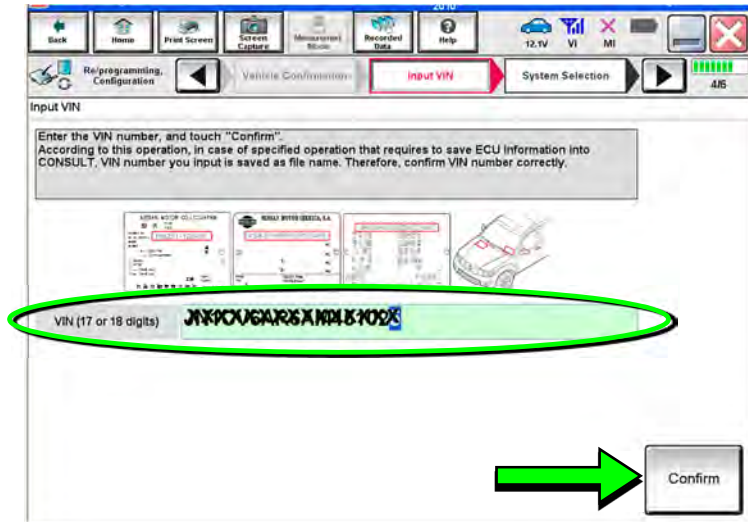 Back Home Print Screen Screen Capture Measurement Mode Recorded Data Help 12.1V VI MI
Re/programming, Configuration Vehicle Confirmation Input VIN System Selection 4/6
Input VIN
Enter the VIN number, and touch "Confirm".
According to this operation, in case of specified operation that requires to save ECU Information into
CONSULT, VIN number you input is saved as file name. Therefore, confirm VIN number correctly.
VIN (17 or 18 digits)
Confirm